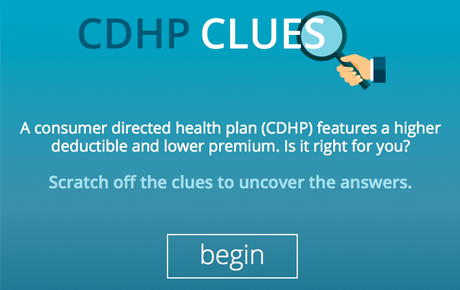 CDHP CLUES
A consumer directed health plan (CDHP) features a higher
deductible and lower premium. Is it right for you?
Scratch off the clues to uncover the answers.
begin